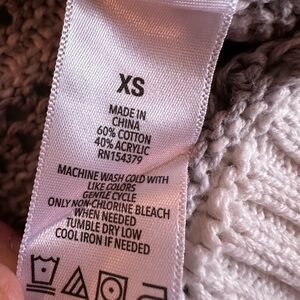 XS
MADE IN
CHINA
60% COTTON
40% ACRYLIC
RN154379
MACHINE WASH COLD WITH
LIKE COLORS
GENTLE CYCLE
ONLY NON-CHLORINE BLEACH
WHEN NEEDED
TUMBLE DRY LOW
COOL IRON IF NEEDED